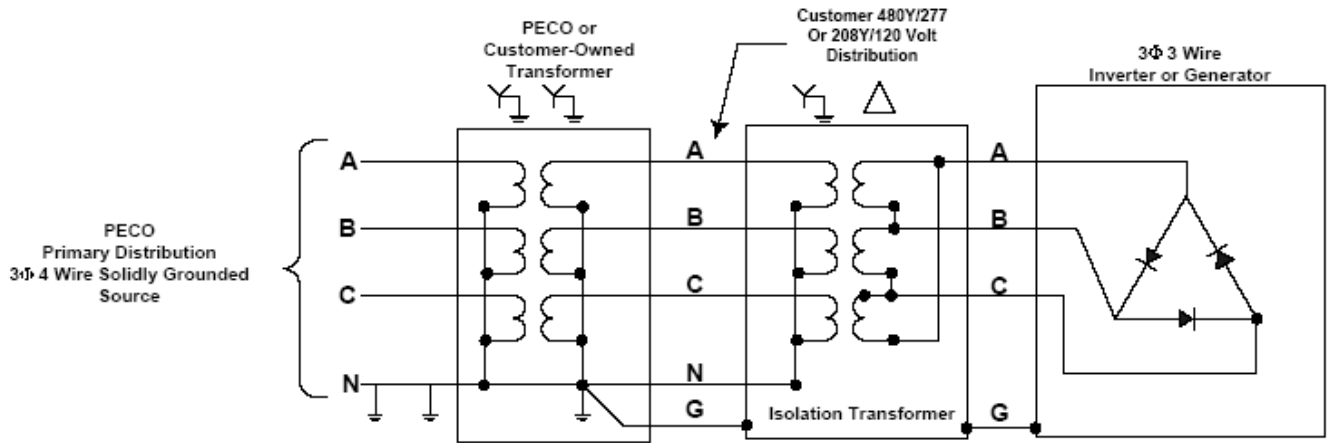 PECO or
Customer-Owned
Transformer
Customer 480Y/277
Or 208Y/120 Volt
Distribution
3Φ 3 Wire
Inverter or Generator
PECO
Primary Distribution
3Φ 4 Wire Solidly Grounded
Source
A
B
C
N
A
B
C
N
G
Isolation Transformer
A
B
C
G